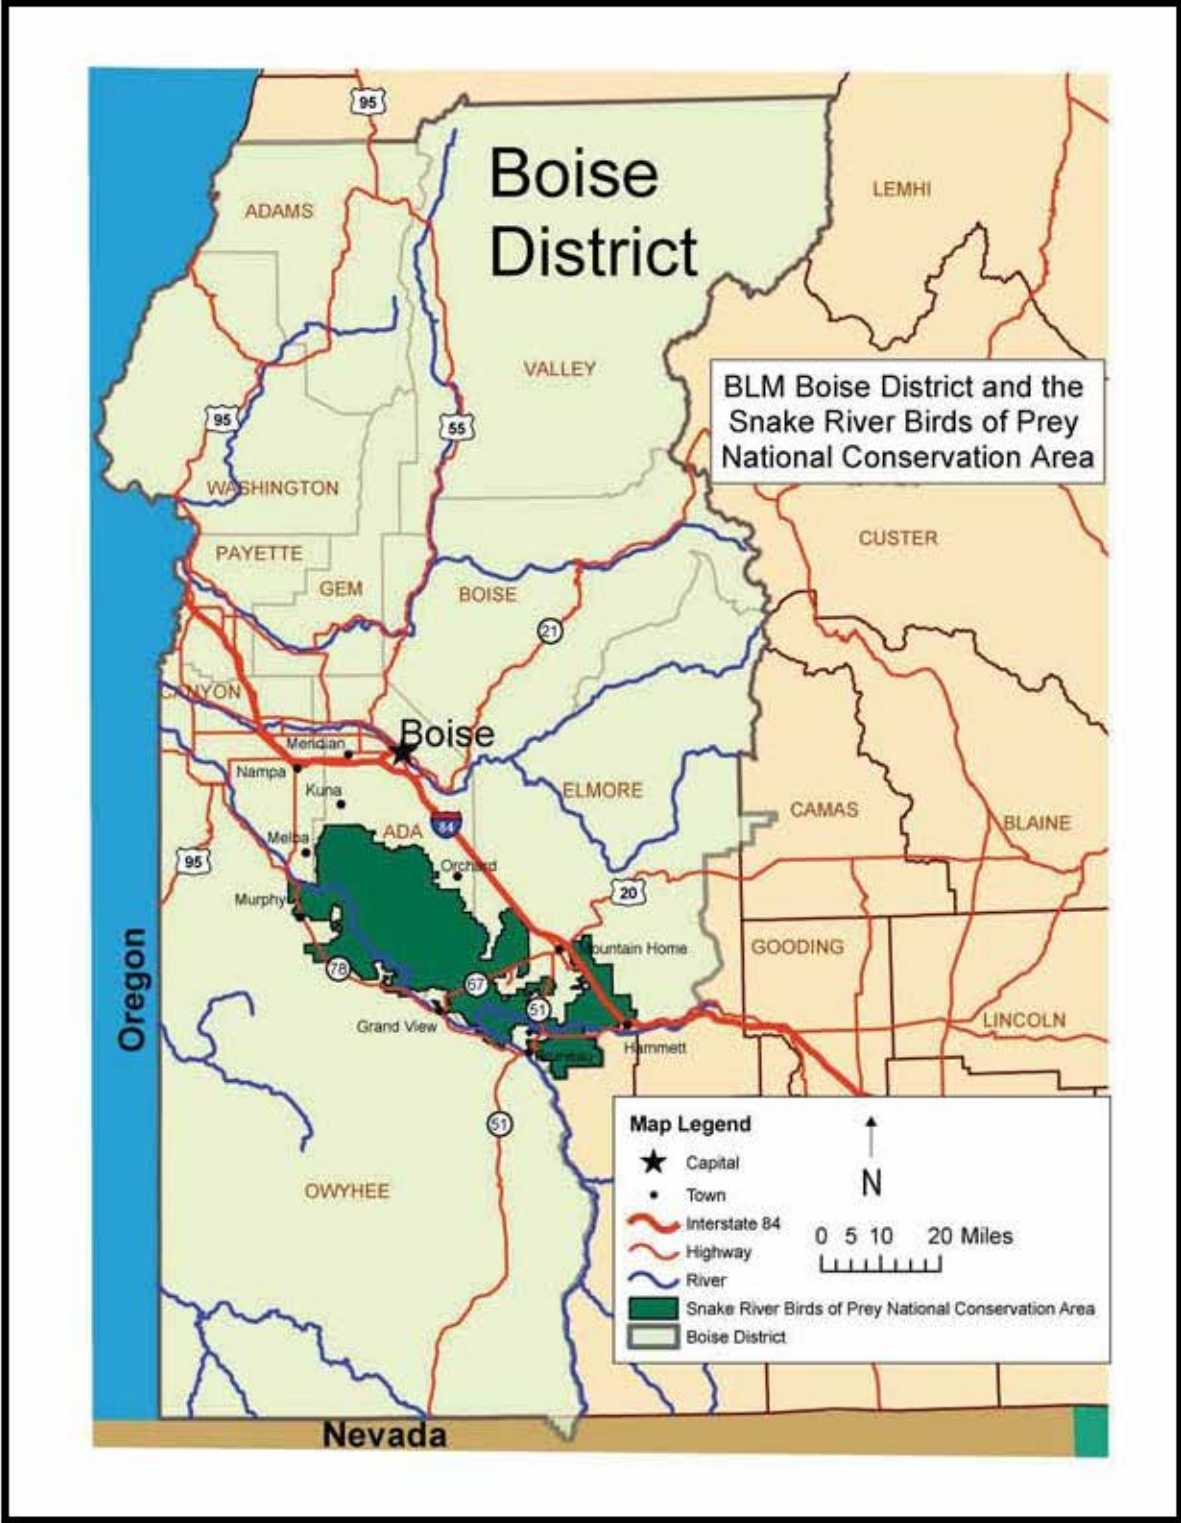 95
Boise
District
ADAMS
LEMHI
VALLEY
BLM Boise District and the
Snake River Birds of Prey
National Conservation Area
95
55
WASHINGTON
CUSTER
PAYETTE
GEM
BOISE
21
CANYON
Boise
Meridian
Nampa
Kuna
ELMORE
CAMAS
BLAINE
ADA
84
Melba
95
Orchard
20
Murphy
Mountain Home
GOODING
78
67
51
Grand View
LINCOLN
Hammett
Bruneau
Oregon
51
OWYHEE
Map Legend
Capital
Town
Interstate 84
Highway
River
Snake River Birds of Prey National Conservation Area
Boise District
N
0 5 10 20 Miles
Nevada